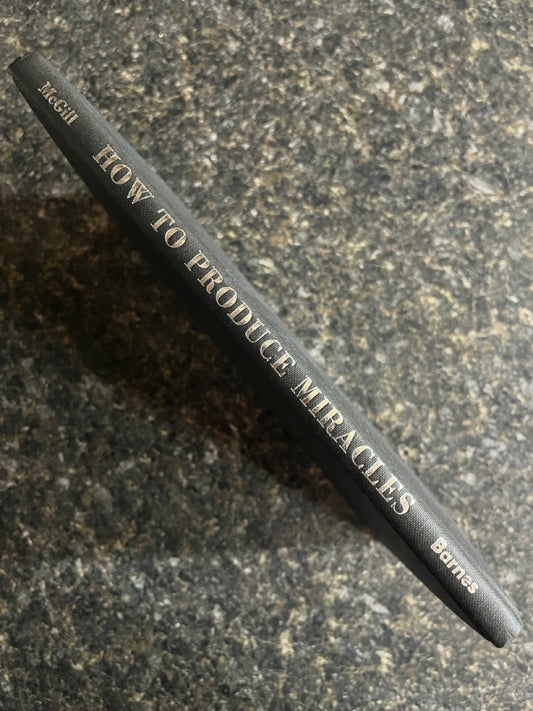 McGill
HOW TO PRODUCE MIRACLES
Barnes